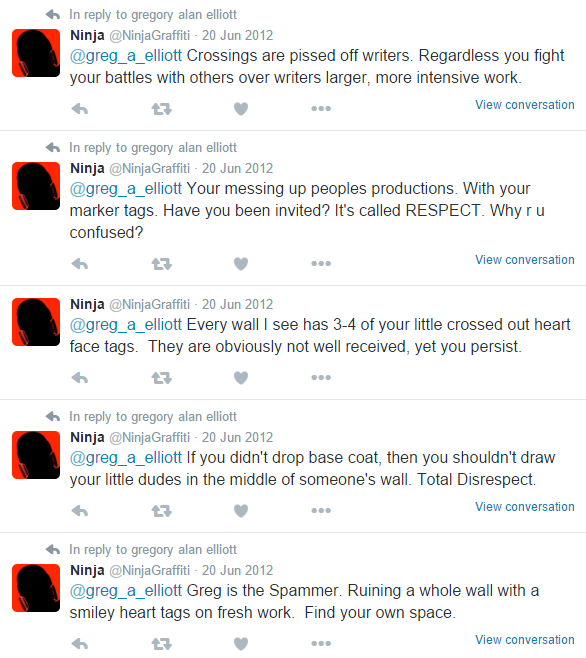 In reply to gregory alan elliott
Ninja @NinjaGraffiti · 20 Jun 2012
@greg_a_elliott Crossings are pissed off writers. Regardless you fight
your battles with others over writers larger, more intensive work.
View conversation
In reply to gregory alan elliott
Ninja @NinjaGraffiti · 20 Jun 2012
@greg_a_elliott Your messing up peoples productions. With your
marker tags. Have you been invited? It's called RESPECT. Why r u
confused?
View conversation
Ninja @NinjaGraffiti · 20 Jun 2012
@greg_a_elliott Every wall I see has 3-4 of your little crossed out heart
face tags.  They are obviously not well received, yet you persist.
In reply to gregory alan elliott
Ninja @NinjaGraffiti · 20 Jun 2012
@greg_a_elliott If you didn't drop base coat, then you shouldn't draw
your little dudes in the middle of someone's wall. Total Disrespect.
View conversation
In reply to gregory alan elliott
Ninja @NinjaGraffiti · 20 Jun 2012
@greg_a_elliott Greg is the Spammer. Ruining a whole wall with a
smiley heart tags on fresh work.  Find your own space.
View conversation